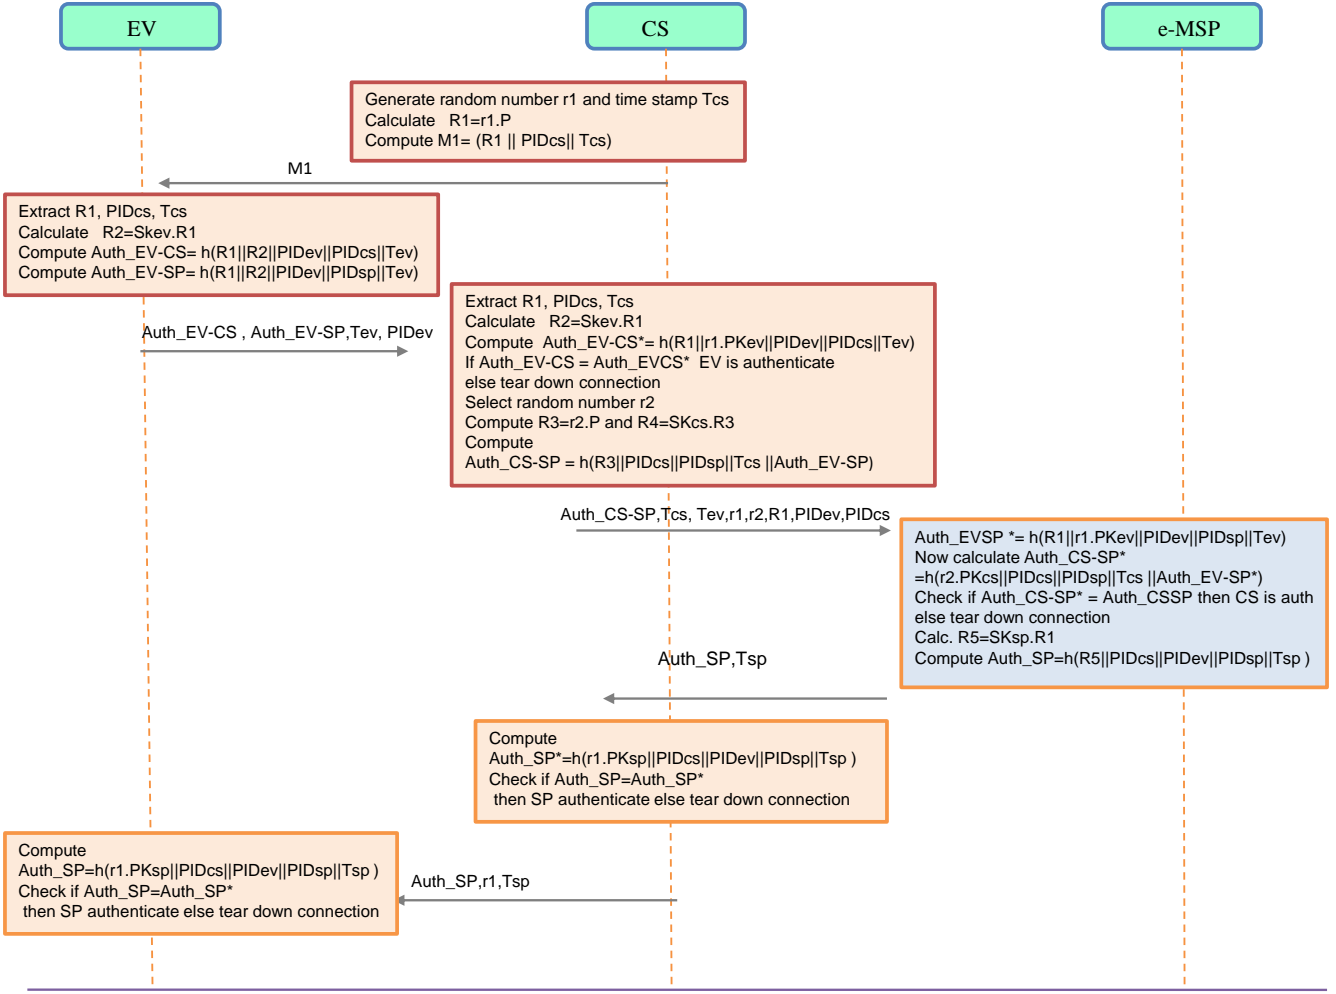 EV
CS
e-MSP
Generate random number r1 and time stamp Tcs
Calculate R1=r1.P
Compute M1= (R1 || PIDcs|| Tcs)
M1
Extract R1, PIDcs, Tcs
Calculate R2=Skev.R1
Compute Auth_EV-CS= h(R1||R2||PIDev||PIDcs||Tev)
Compute Auth_EV-SP= h(R1||R2||PIDev||PIDsp||Tev)
Auth_EV-CS , Auth_EV-SP,Tev, PIDev
Extract R1, PIDcs, Tcs
Calculate R2=Skev.R1
Compute Auth_EV-CS*= h(R1||r1.PKev||PIDev||PIDcs||Tev)
If Auth_EV-CS = Auth_EVCS* EV is authenticate
else tear down connection
Select random number r2
Compute R3=r2.P and R4=SKcs.R3
Compute
Auth_CS-SP = h(R3||PIDcs||PIDsp||Tcs ||Auth_EV-SP)
Auth_CS-SP,Tcs, Tev,r1,r2,R1,PIDev,PIDcs
Auth_EVSP *= h(R1||r1.PKev||PIDev||PIDsp||Tev)
Now calculate Auth_CS-SP*
=h(r2.PKcs||PIDcs||PIDsp||Tcs ||Auth_EV-SP*)
Check if Auth_CS-SP* = Auth_CSSP then CS is auth
else tear down connection
Calc. R5=SKsp.R1
Compute Auth_SP=h(R5||PIDcs||PIDev||PIDsp||Tsp )
Auth_SP,Tsp
Compute
Auth_SP*=h(r1.PKsp||PIDcs||PIDev||PIDsp||Tsp )
Check if Auth_SP=Auth_SP*
then SP authenticate else tear down connection
Compute
Auth_SP=h(r1.PKsp||PIDcs||PIDev||PIDsp||Tsp )
Check if Auth_SP=Auth_SP*
then SP authenticate else tear down connection
Auth_SP,r1,Tsp